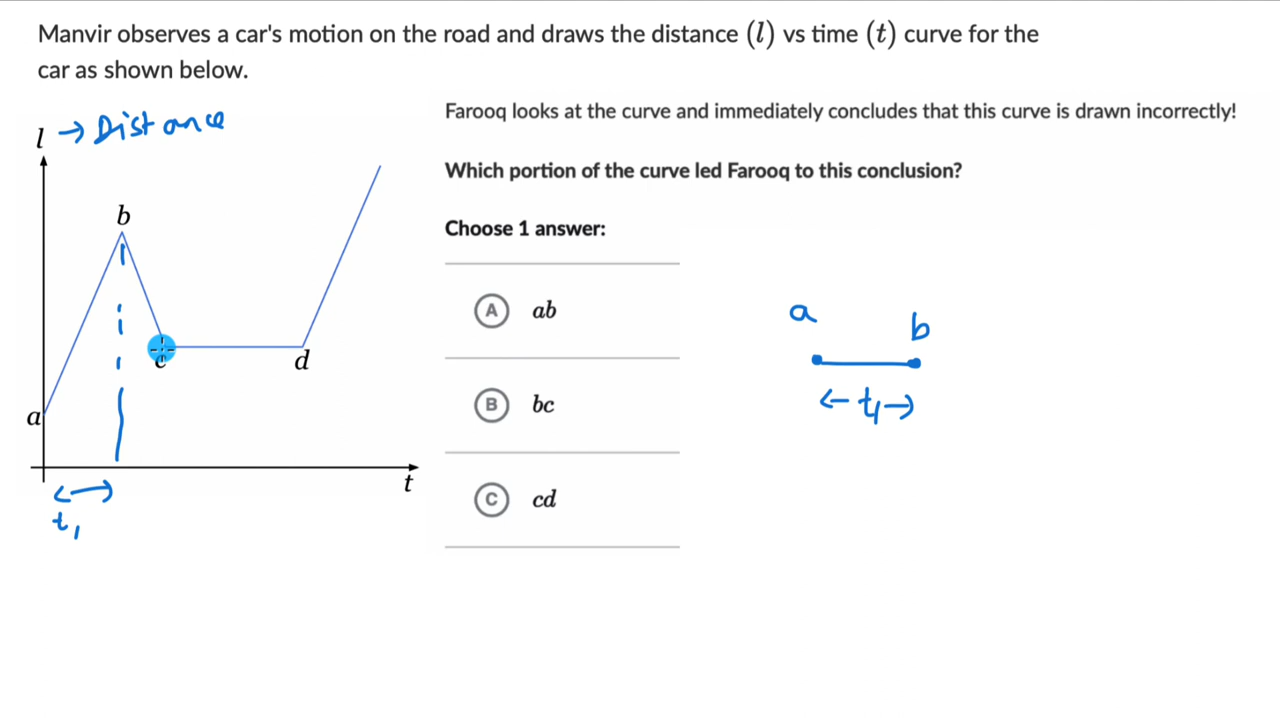 Manvir observes a car's motion on the road and draws the distance (l) vs time (t) curve for the
car as shown below.
Farooq looks at the curve and immediately concludes that this curve is drawn incorrectly!
Which portion of the curve led Farooq to this conclusion?
Choose 1 answer:
A ab
B bc
C cd
l → Distance
b
a
c
d
t
t₁
a
b
← t₁ →